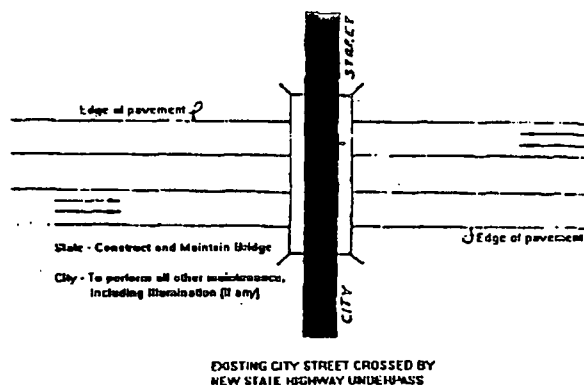 STREET
Edge of pavement
Edge of pavement
State - Construct and Maintain Bridge
City - To perform all other maintenance,
Including Illumination (If any)
CITY
EXISTING CITY STREET CROSSED BY
NEW STATE HIGHWAY UNDERPASS